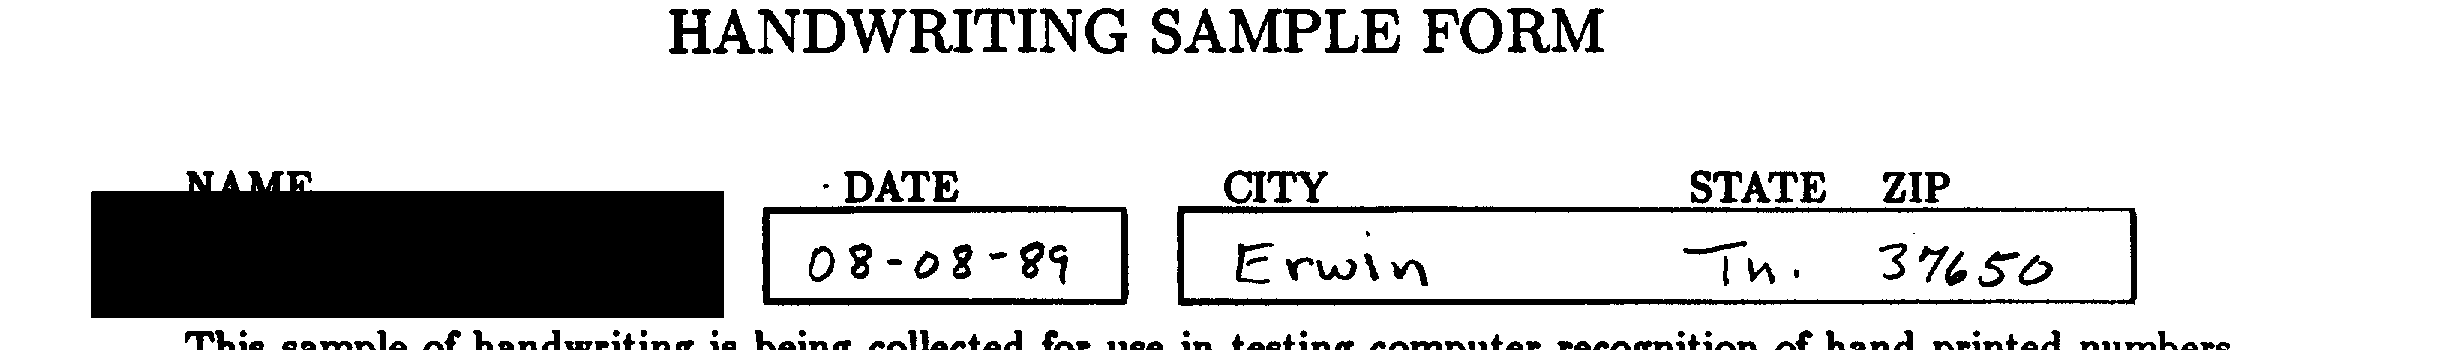 HANDWRITING SAMPLE FORM
NAME DATE CITY STATE ZIP
08-08-89 Erwin Tn. 37650
This sample of handwriting is being collected for use in testing computer recognition of hand printed numbers